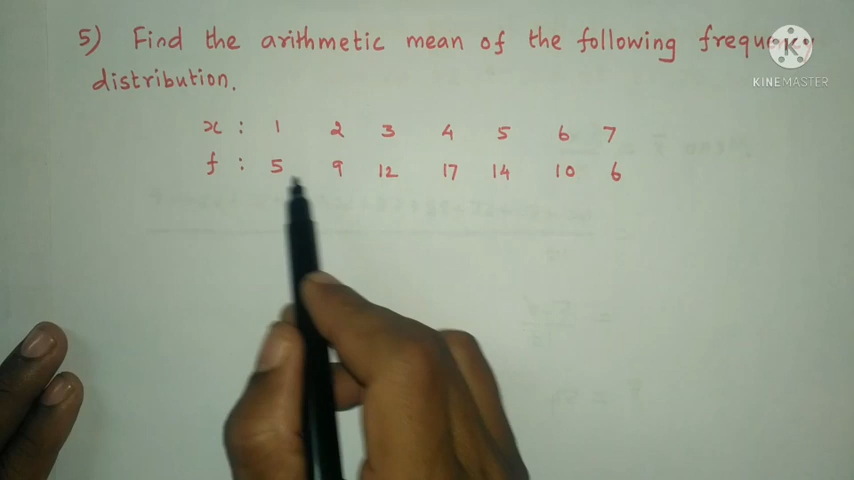 5) Find the arithmetic mean of the following
distribution.
x : 1 2 3 4 5 6 7
f : 5 9 12 17 14 10 6
K
KINEMASTER